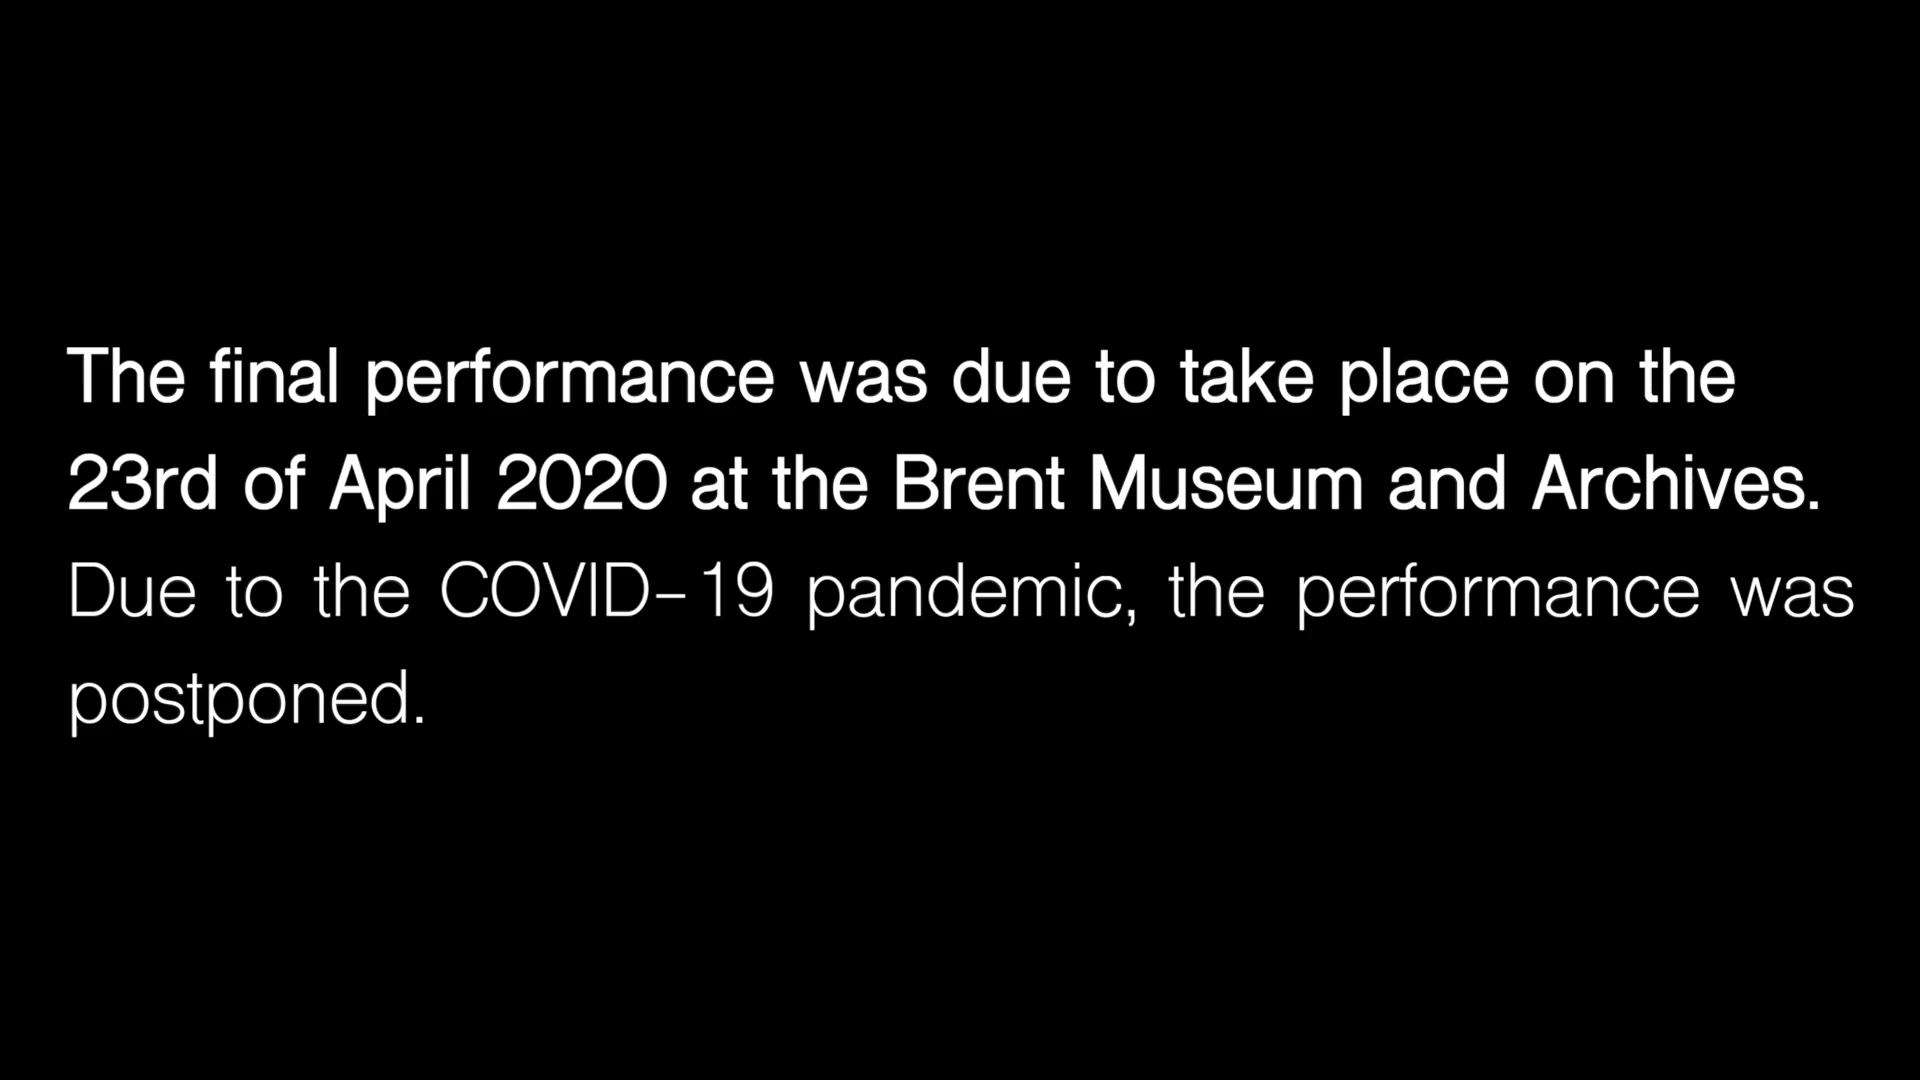 The final performance was due to take place on the
23rd of April 2020 at the Brent Museum and Archives.
Due to the COVID–19 pandemic, the performance was
postponed.